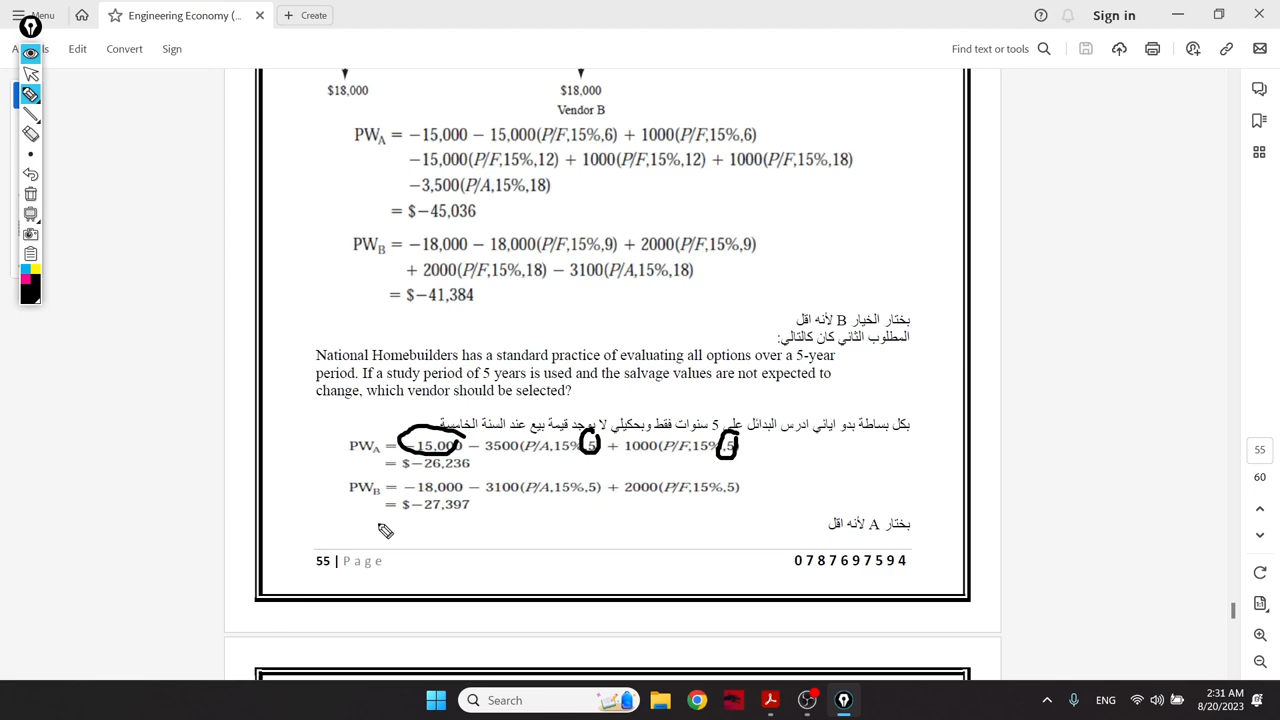 Menu
Engineering Economy (...
Create
Sign in
Edit
Convert
Sign
Find text or tools
$18,000
$18,000
Vendor B
PWA = −15,000 − 15,000(P/F,15%,6) + 1000(P/F,15%,6)
−15,000(P/F,15%,12) + 1000(P/F,15%,12) + 1000(P/F,15%,18)
−3,500(P/A,15%,18)
= $−45,036
PWB = −18,000 − 18,000(P/F,15%,9) + 2000(P/F,15%,9)
+ 2000(P/F,15%,18) − 3100(P/A,15%,18)
= $−41,384
بختار الخيار B لأنه اقل
المطلوب الثاني كان كالتالي:
National Homebuilders has a standard practice of evaluating all options over a 5-year
period. If a study period of 5 years is used and the salvage values are not expected to
change, which vendor should be selected?
بكل بساطة بدو اياني ادرس البدائل على 5 سنوات فقط وبحكيلي لا يوجد قيمة بيع عند السنة الخامسة
PWA = −15,000 − 3500(P/A,15%,5) + 1000(P/F,15%,5)
= $−26,236
PWB = −18,000 − 3100(P/A,15%,5) + 2000(P/F,15%,5)
= $−27,397
بختار A لأنه اقل
55 | Page
0787697594
55
60
Search
ENG
2:31 AM
8/20/2023